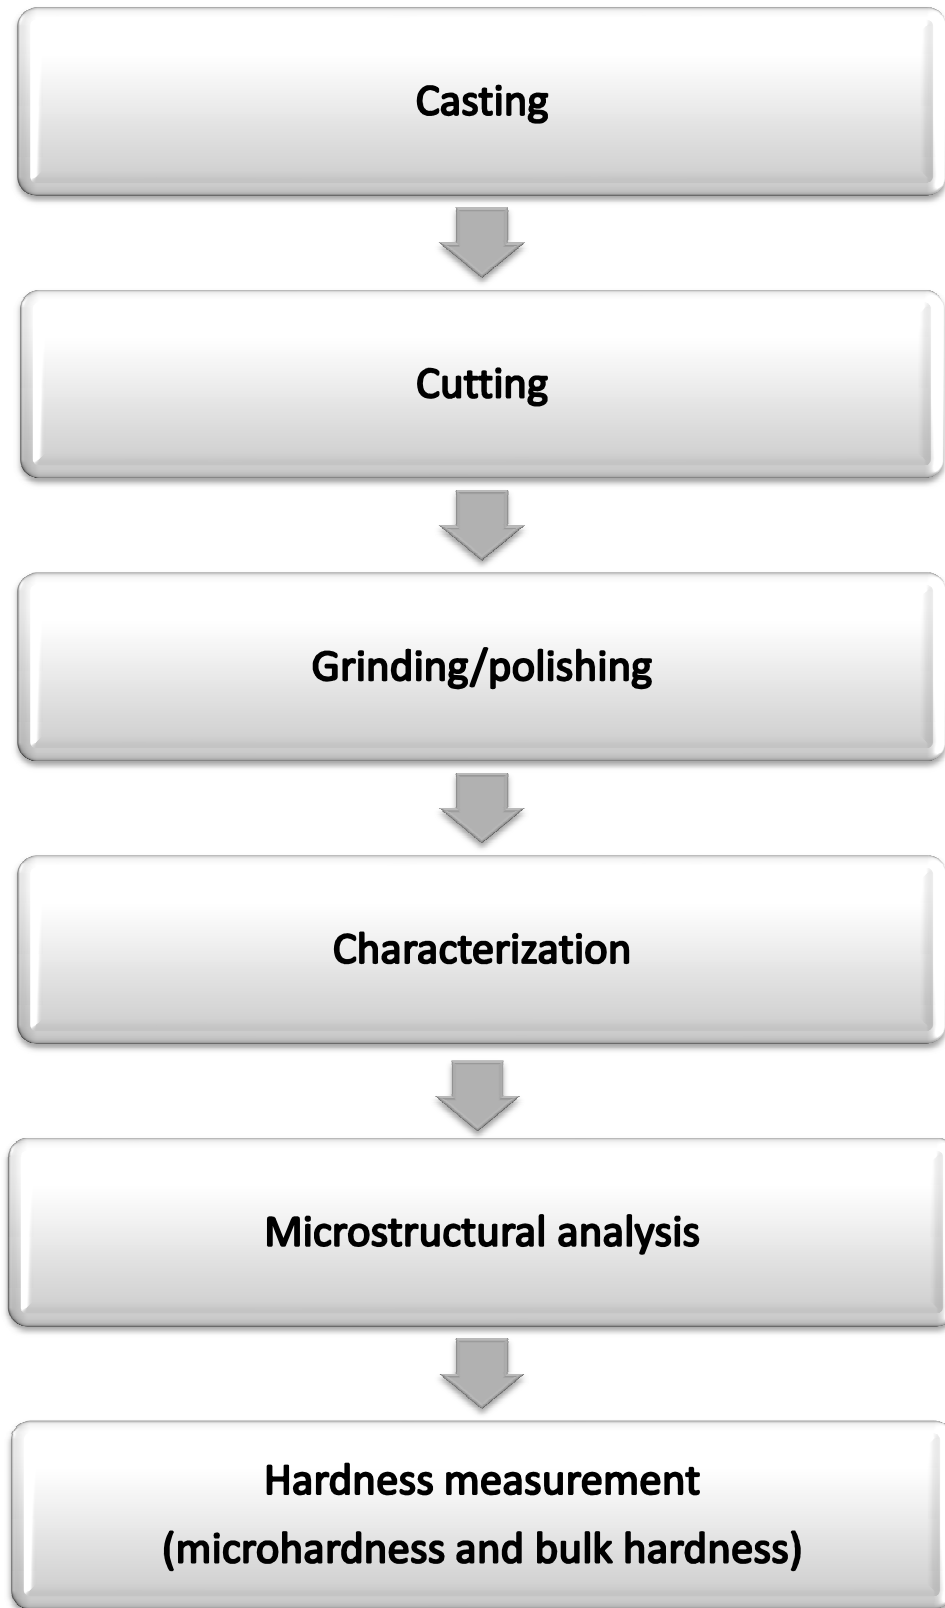 Casting
Cutting
Grinding/polishing
Characterization
Microstructural analysis
Hardness measurement
(microhardness and bulk hardness)